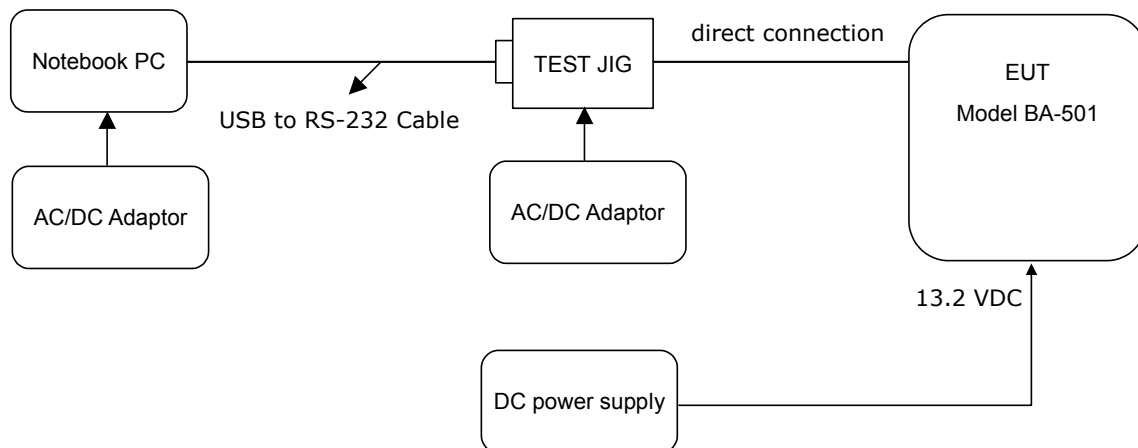 direct connection
Notebook PC
TEST JIG
EUT
Model BA-501
USB to RS-232 Cable
AC/DC Adaptor
AC/DC Adaptor
13.2 VDC
DC power supply